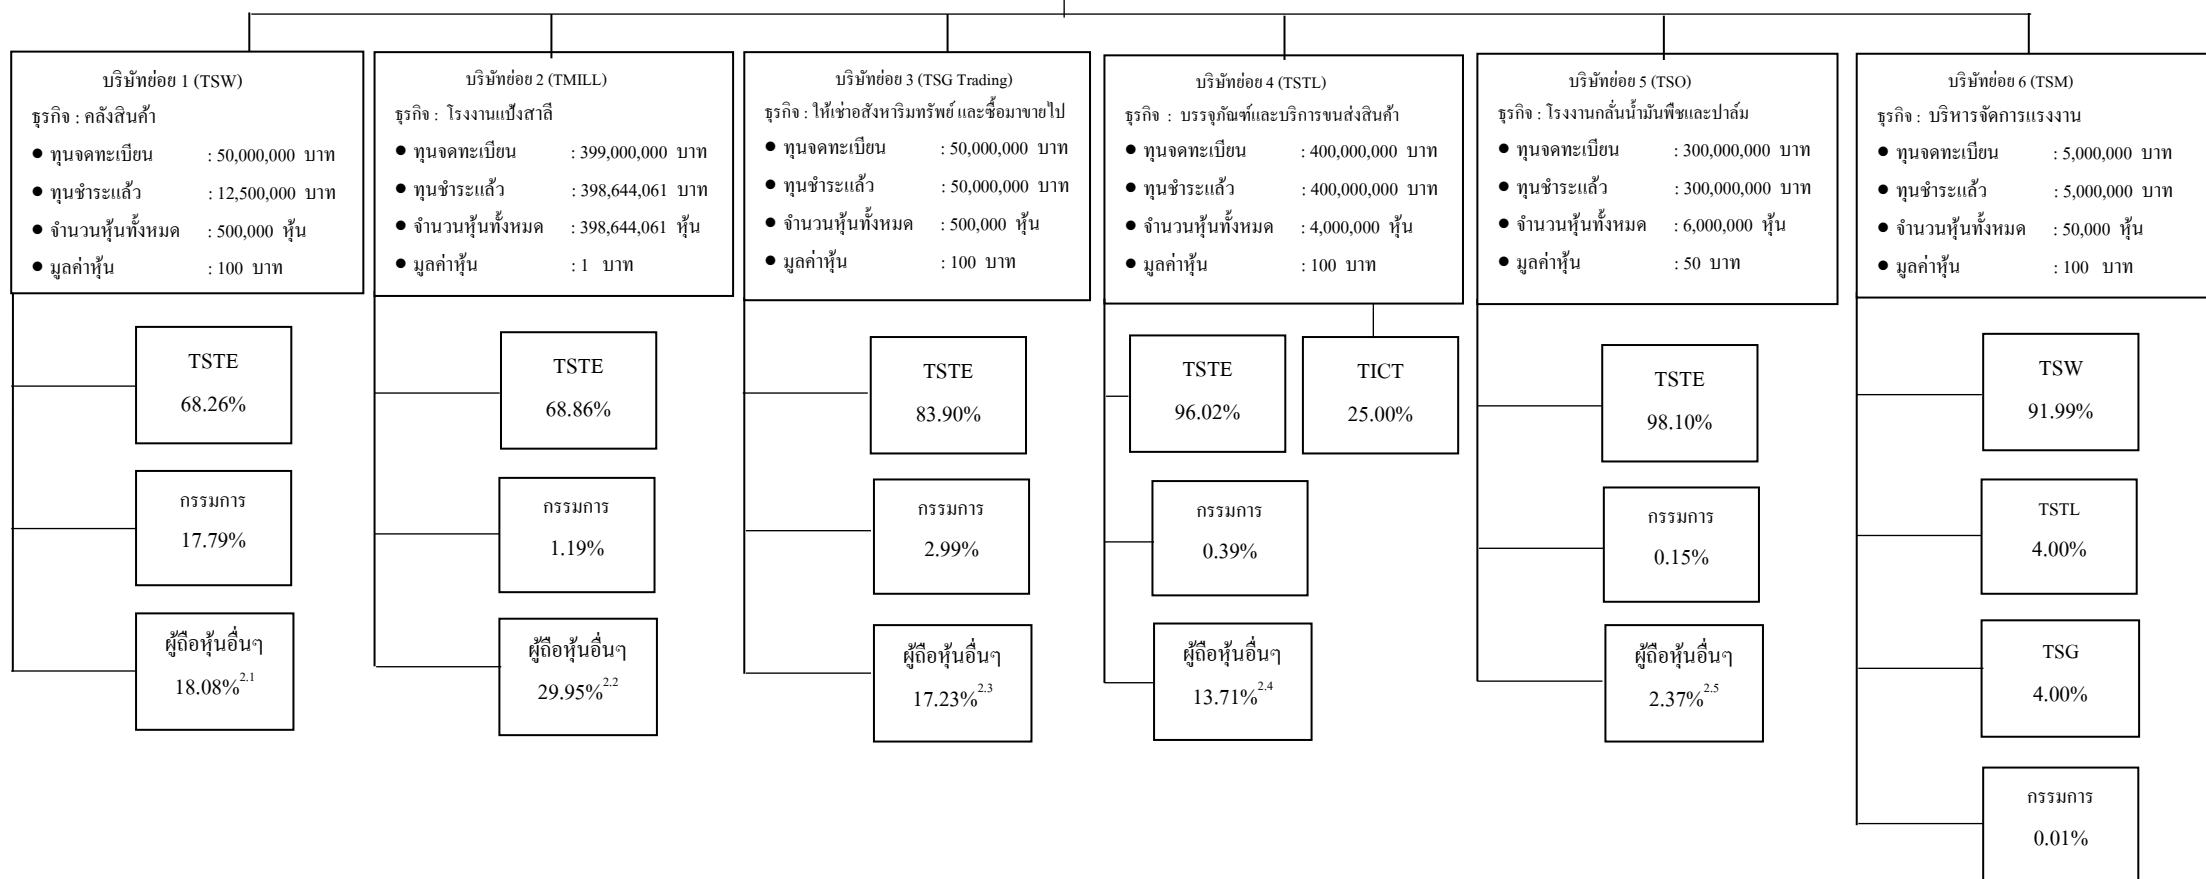 บริษัทย่อย 1 (TSW)
ธุรกิจ : คลังสินค้า
● ทุนจดทะเบียน : 50,000,000 บาท
● ทุนชำระแล้ว : 12,500,000 บาท
● จำนวนหุ้นทั้งหมด : 500,000 หุ้น
● มูลค่าหุ้น : 100 บาท
TSTE
68.26%
กรรมการ
17.79%
ผู้ถือหุ้นอื่นๆ
18.08%2.1
บริษัทย่อย 2 (TMILL)
ธุรกิจ : โรงงานแป้งสาลี
● ทุนจดทะเบียน : 399,000,000 บาท
● ทุนชำระแล้ว : 398,644,061 บาท
● จำนวนหุ้นทั้งหมด : 398,644,061 หุ้น
● มูลค่าหุ้น : 1 บาท
TSTE
68.86%
กรรมการ
1.19%
ผู้ถือหุ้นอื่นๆ
29.95%2.2
บริษัทย่อย 3 (TSG Trading)
ธุรกิจ : ให้เช่าอสังหาริมทรัพย์ และซื้อมาขายไป
● ทุนจดทะเบียน : 50,000,000 บาท
● ทุนชำระแล้ว : 50,000,000 บาท
● จำนวนหุ้นทั้งหมด : 500,000 หุ้น
● มูลค่าหุ้น : 100 บาท
TSTE
83.90%
กรรมการ
2.99%
ผู้ถือหุ้นอื่นๆ
17.23%2.3
บริษัทย่อย 4 (TSTL)
ธุรกิจ : บรรจุภัณฑ์และบริการขนส่งสินค้า
● ทุนจดทะเบียน : 400,000,000 บาท
● ทุนชำระแล้ว : 400,000,000 บาท
● จำนวนหุ้นทั้งหมด : 4,000,000 หุ้น
● มูลค่าหุ้น : 100 บาท
TSTE
96.02%
TICT
25.00%
กรรมการ
0.39%
ผู้ถือหุ้นอื่นๆ
13.71%2.4
บริษัทย่อย 5 (TSO)
ธุรกิจ : โรงงานกลั่นน้ำมันพืชและปาล์ม
● ทุนจดทะเบียน : 300,000,000 บาท
● ทุนชำระแล้ว : 300,000,000 บาท
● จำนวนหุ้นทั้งหมด : 6,000,000 หุ้น
● มูลค่าหุ้น : 50 บาท
TSTE
98.10%
กรรมการ
0.15%
ผู้ถือหุ้นอื่นๆ
2.37%2.5
บริษัทย่อย 6 (TSM)
ธุรกิจ : บริหารจัดการแรงงาน
● ทุนจดทะเบียน : 5,000,000 บาท
● ทุนชำระแล้ว : 5,000,000 บาท
● จำนวนหุ้นทั้งหมด : 50,000 หุ้น
● มูลค่าหุ้น : 100 บาท
TSW
91.99%
TSTL
4.00%
TSG
4.00%
กรรมการ
0.01%